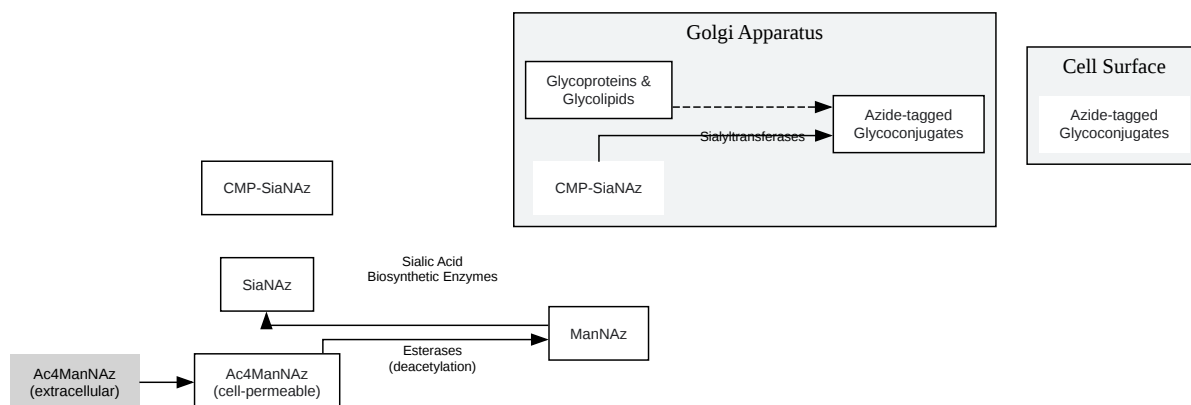 Golgi Apparatus
Glycoproteins &
Glycolipids
Azide-tagged
Glycoconjugates
Sialyltransferases
CMP-SiaNAz
Cell Surface
Azide-tagged
Glycoconjugates
CMP-SiaNAz
SiaNAz
Sialic Acid
Biosynthetic Enzymes
ManNAz
Esterases
(deacetylation)
Ac4ManNAz
(extracellular)
Ac4ManNAz
(cell-permeable)